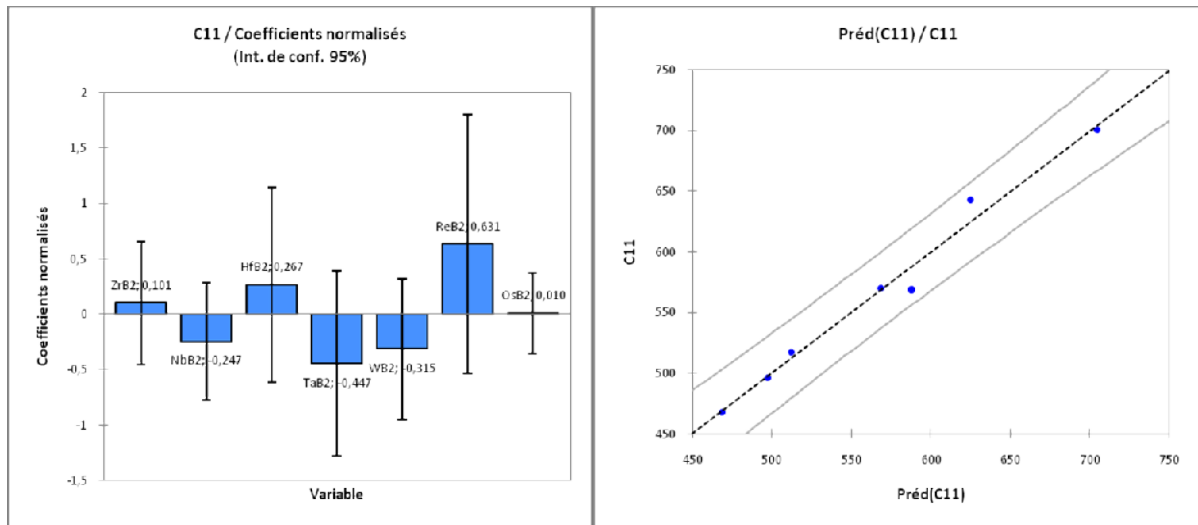 C11 / Coefficients normalisés
(Int. de conf. 95%)
2
1,5
1
0,5
0
-0,5
-1
-1,5
Coefficients normalisés
ZrB2; 0,101
NbB2; -0,247
HfB2; 0,267
TaB2; -0,447
WB2; -0,315
ReB2; 0,631
OsB2; 0,010
Variable
Préd(C11) / C11
750
700
650
600
550
500
450
C11
450 500 550 600 650 700 750
Préd(C11)